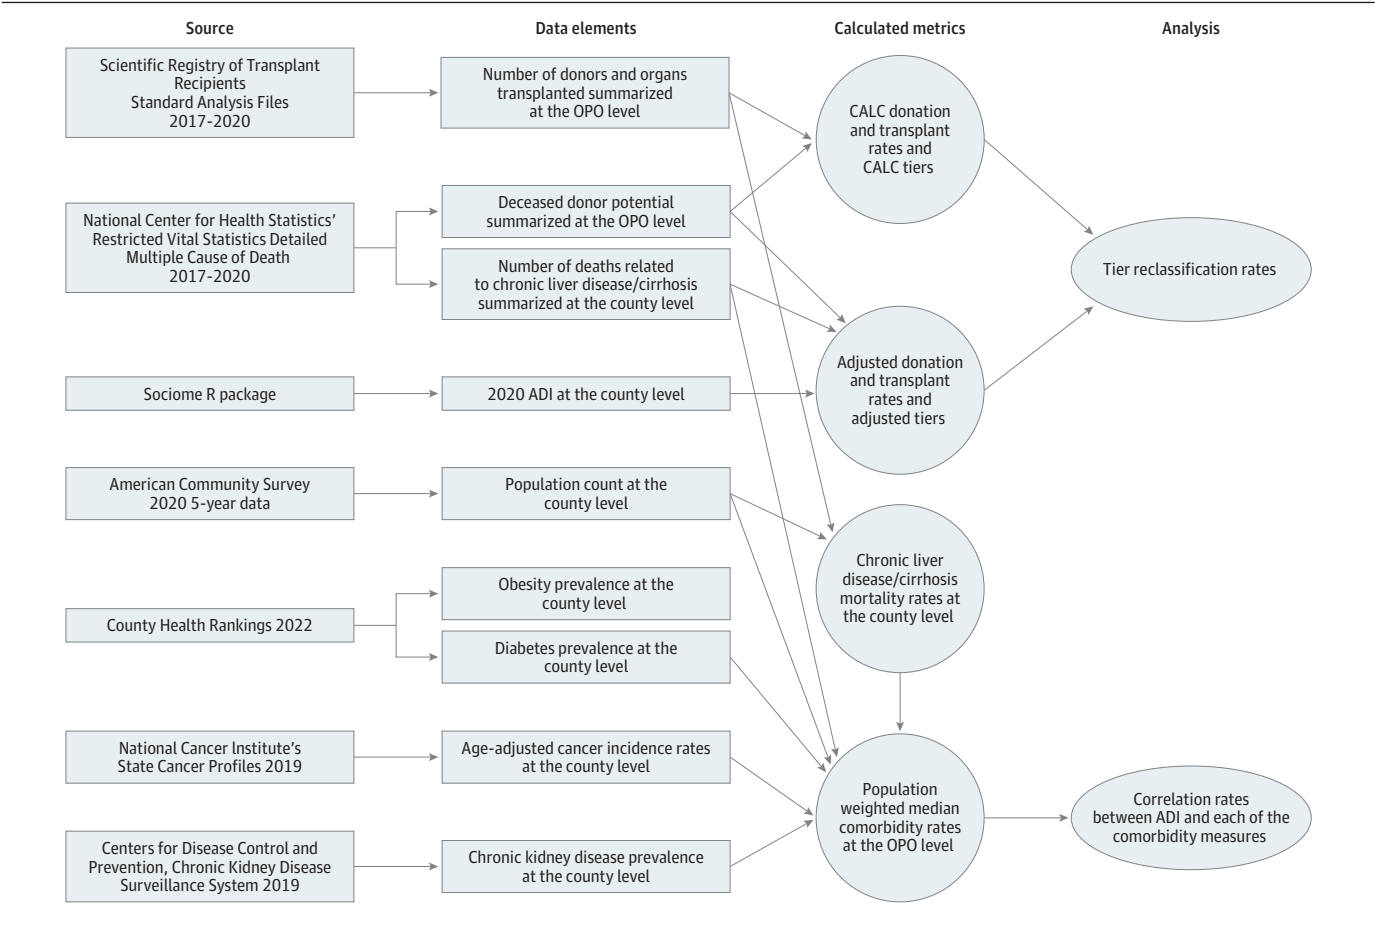 Source
Data elements
Calculated metrics
Analysis
Scientific Registry of Transplant
Recipients
Standard Analysis Files
2017-2020
Number of donors and organs
transplanted summarized
at the OPO level
CALC donation
and transplant
rates and
CALC tiers
National Center for Health Statistics’
Restricted Vital Statistics Detailed
Multiple Cause of Death
2017-2020
Deceased donor potential
summarized at the OPO level
Number of deaths related
to chronic liver disease/cirrhosis
summarized at the county level
Tier reclassification rates
Sociome R package
2020 ADI at the county level
Adjusted donation
and transplant
rates and
adjusted tiers
American Community Survey
2020 5-year data
Population count at the
county level
Chronic liver
disease/cirrhosis
mortality rates at
the county level
County Health Rankings 2022
Obesity prevalence at the
county level
Diabetes prevalence at the
county level
National Cancer Institute’s
State Cancer Profiles 2019
Age-adjusted cancer incidence rates
at the county level
Population
weighted median
comorbidity rates
at the OPO level
Correlation rates
between ADI and each of the
comorbidity measures
Centers for Disease Control and
Prevention, Chronic Kidney Disease
Surveillance System 2019
Chronic kidney disease prevalence
at the county level